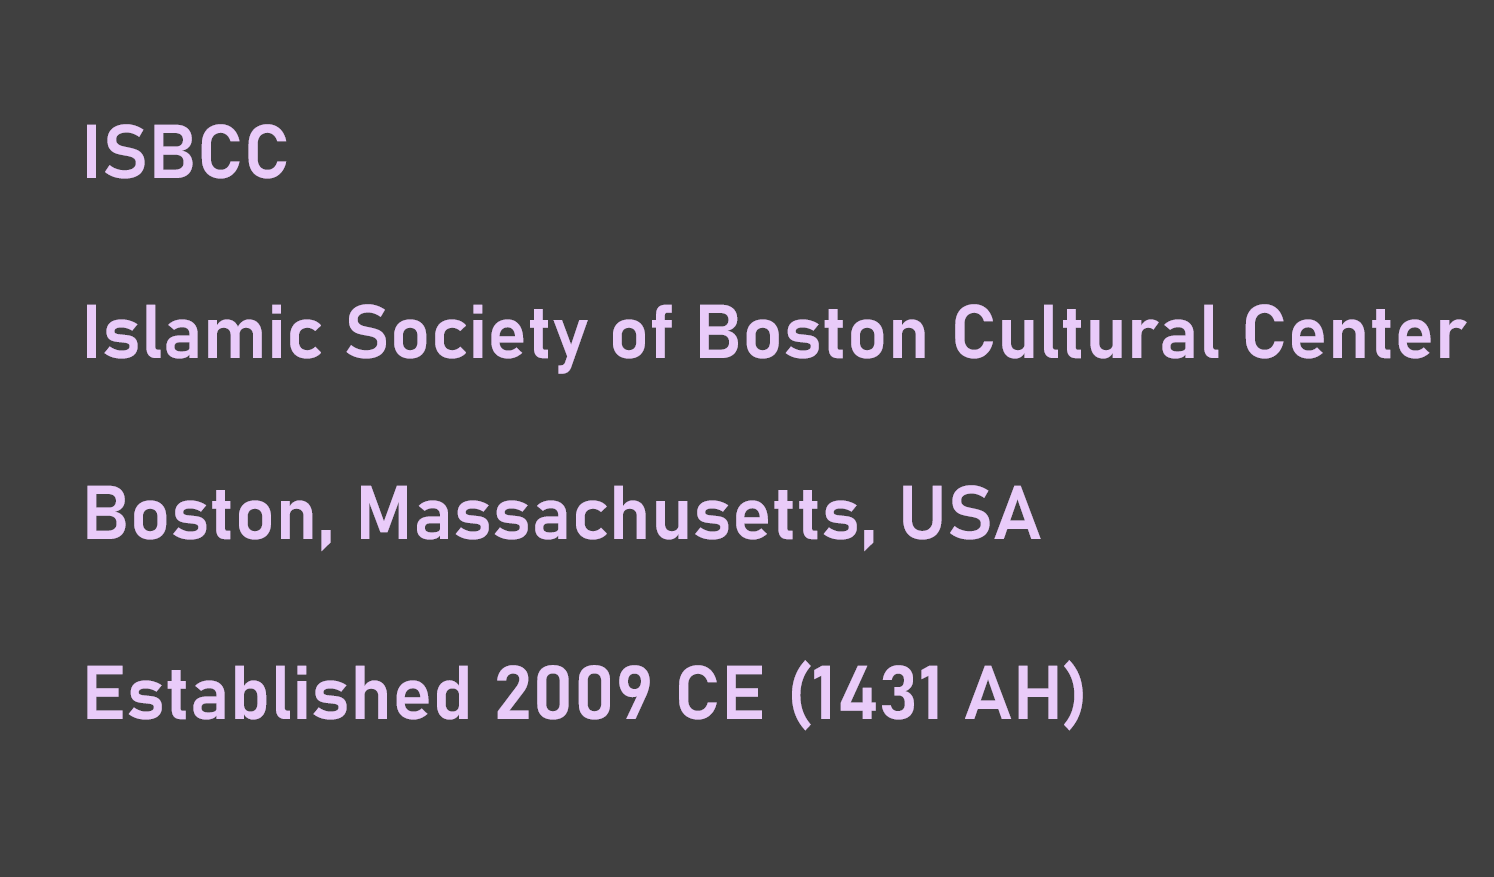 ISBCC
Islamic Society of Boston Cultural Center
Boston, Massachusetts, USA
Established 2009 CE (1431 AH)